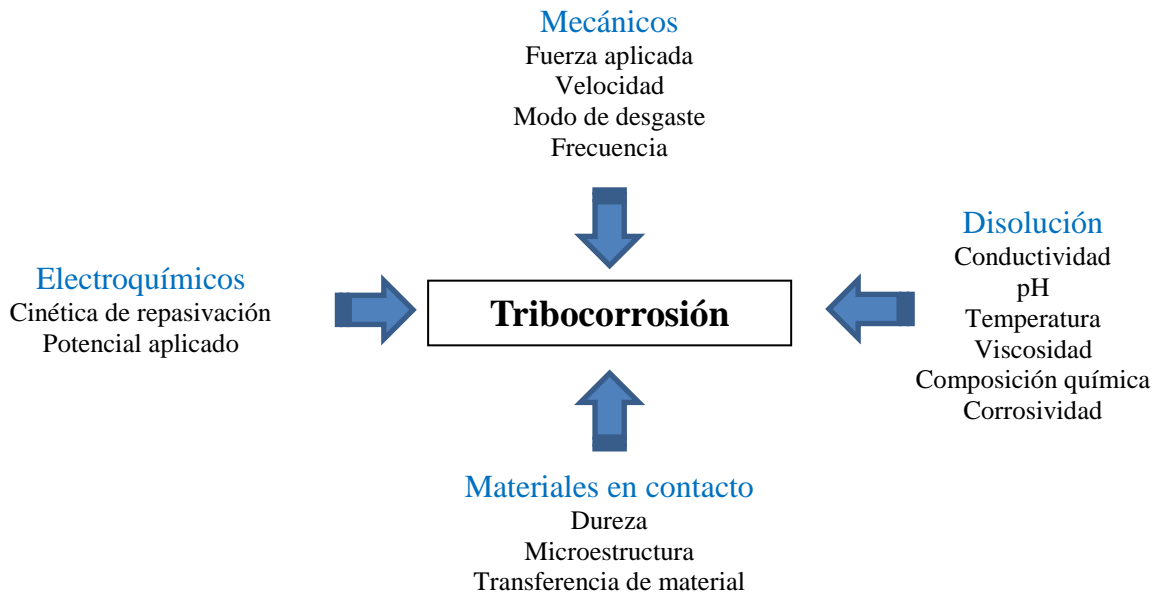 Mecánicos
Fuerza aplicada
Velocidad
Modo de desgaste
Frecuencia
Electroquímicos
Cinética de repasivación
Potencial aplicado
Tribocorrosión
Disolución
Conductividad
pH
Temperatura
Viscosidad
Composición química
Corrosividad
Materiales en contacto
Dureza
Microestructura
Transferencia de material